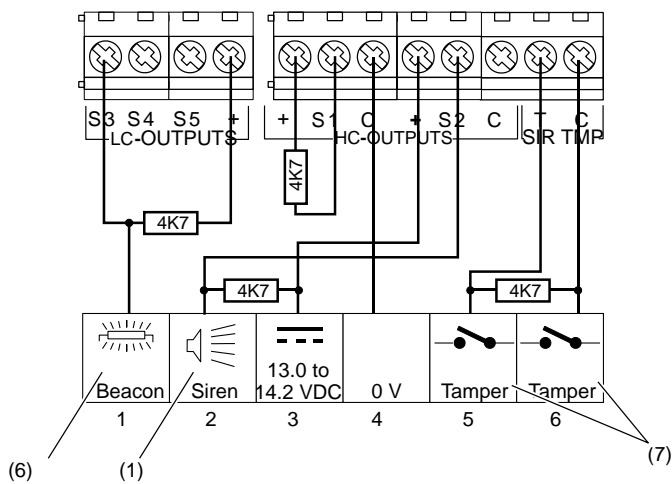 S3 S4 S5 + + S1 C + S2 C T C
LC-OUTPUTS HC-OUTPUTS SIR TMP
4K7
4K7
4K7
4K7
13.0 to
Beacon Siren 14.2 VDC 0 V Tamper Tamper
1 2 3 4 5 6
(6) (1) (7)